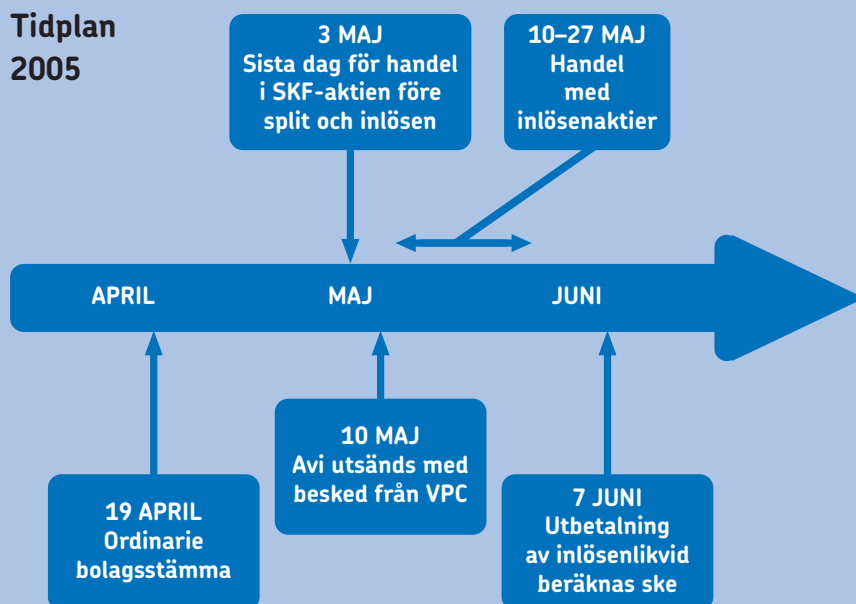 Tidplan
2005
3 MAJ
Sista dag för handel
i SKF-aktien före
split och inlösen
10–27 MAJ
Handel
med
inlösenaktier
APRIL
MAJ
JUNI
19 APRIL
Ordinarie
bolagsstämma
10 MAJ
Avi utsänds med
besked från VPC
7 JUNI
Utbetalning
av inlösenlikvid
beräknas ske